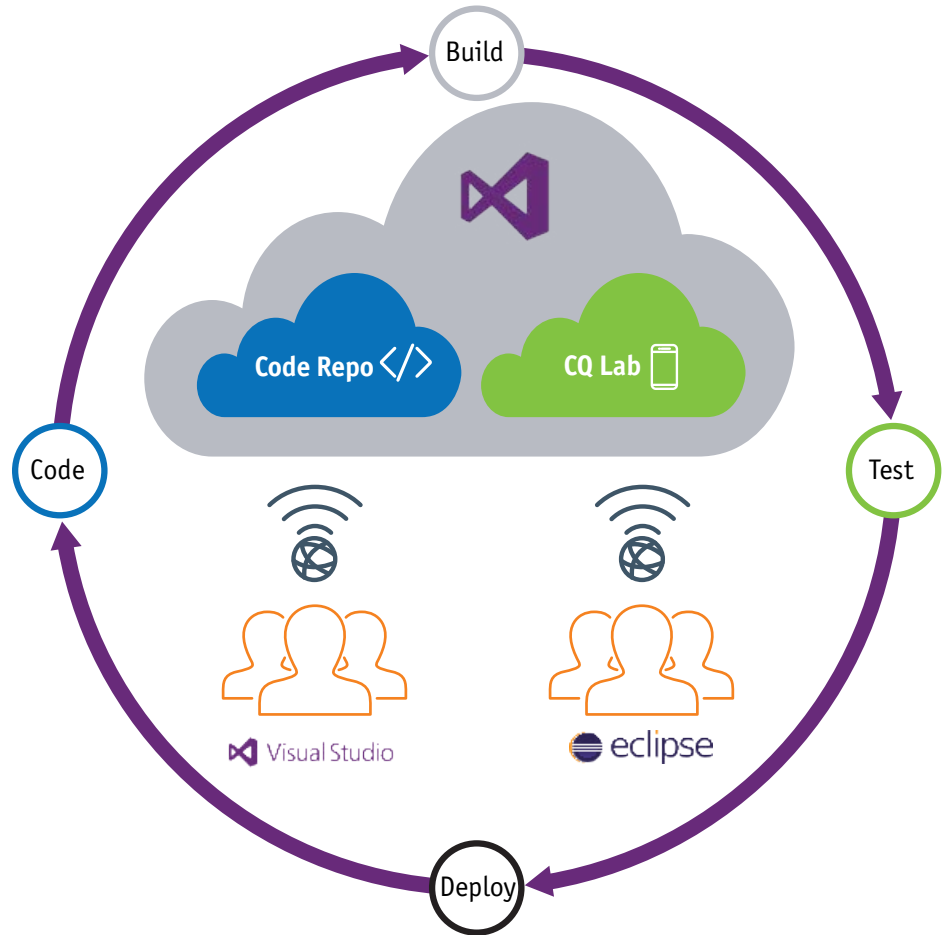 Build
Code Repo </>
CQ Lab
Code
Test
Visual Studio
eclipse
Deploy